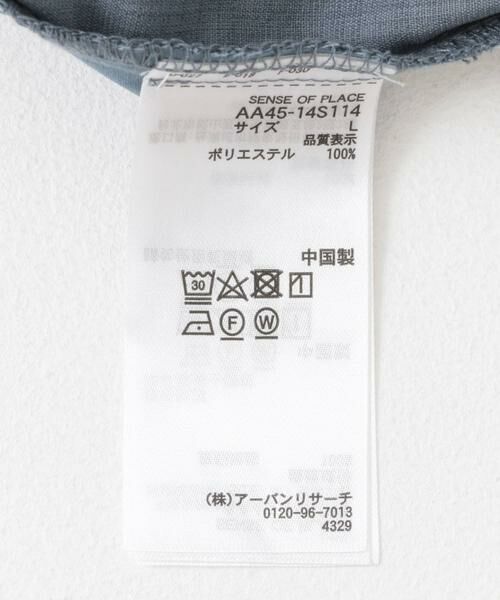 SENSE OF PLACE
AA45-14S114
サイズ L
品質表示
ポリエステル 100%
中国製
30
F W
(株)アーバンリサーチ
0120-96-7013
4329